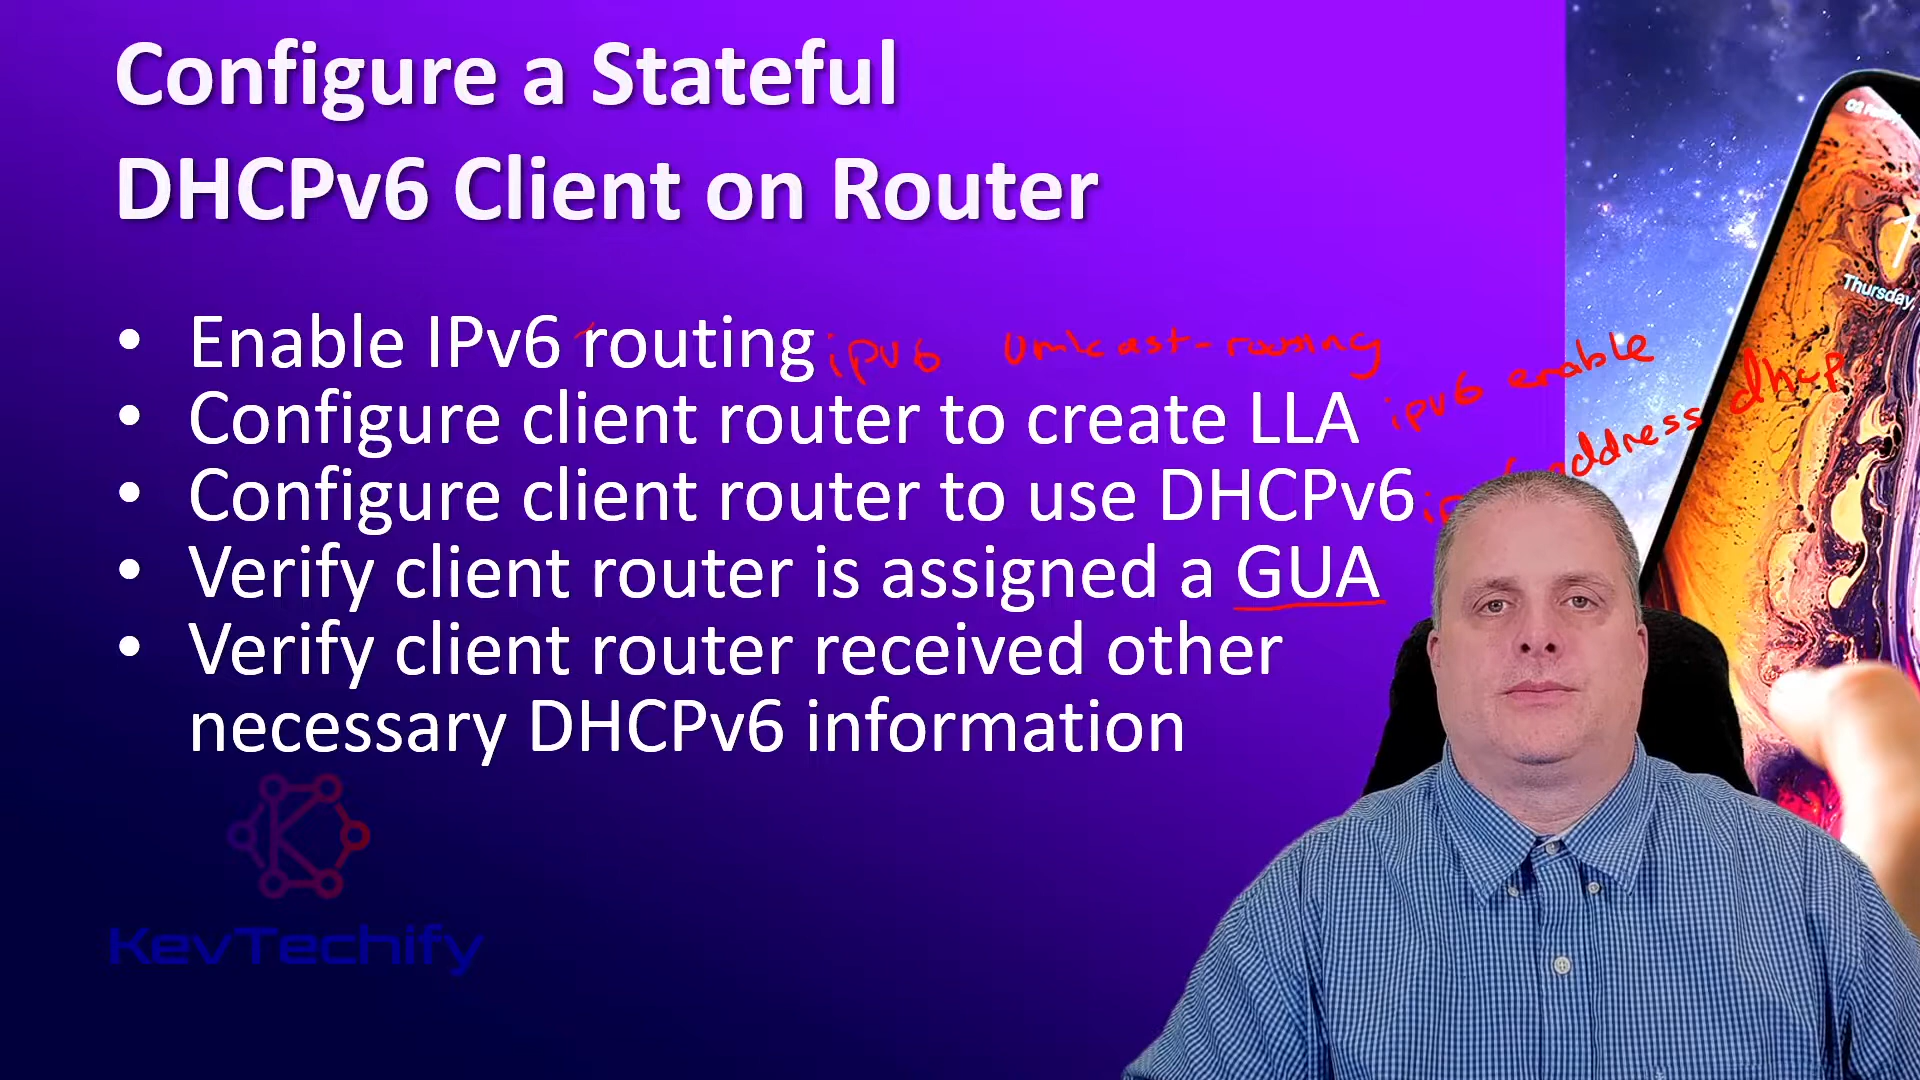 Configure a Stateful
DHCPv6 Client on Router
• Enable IPv6 routing ipv6 unicast-routing
• Configure client router to create LLA ipv6 enable
• Configure client router to use DHCPv6 address dhcp
• Verify client router is assigned a GUA
• Verify client router received other
necessary DHCPv6 information
KevTechify
Thursday,